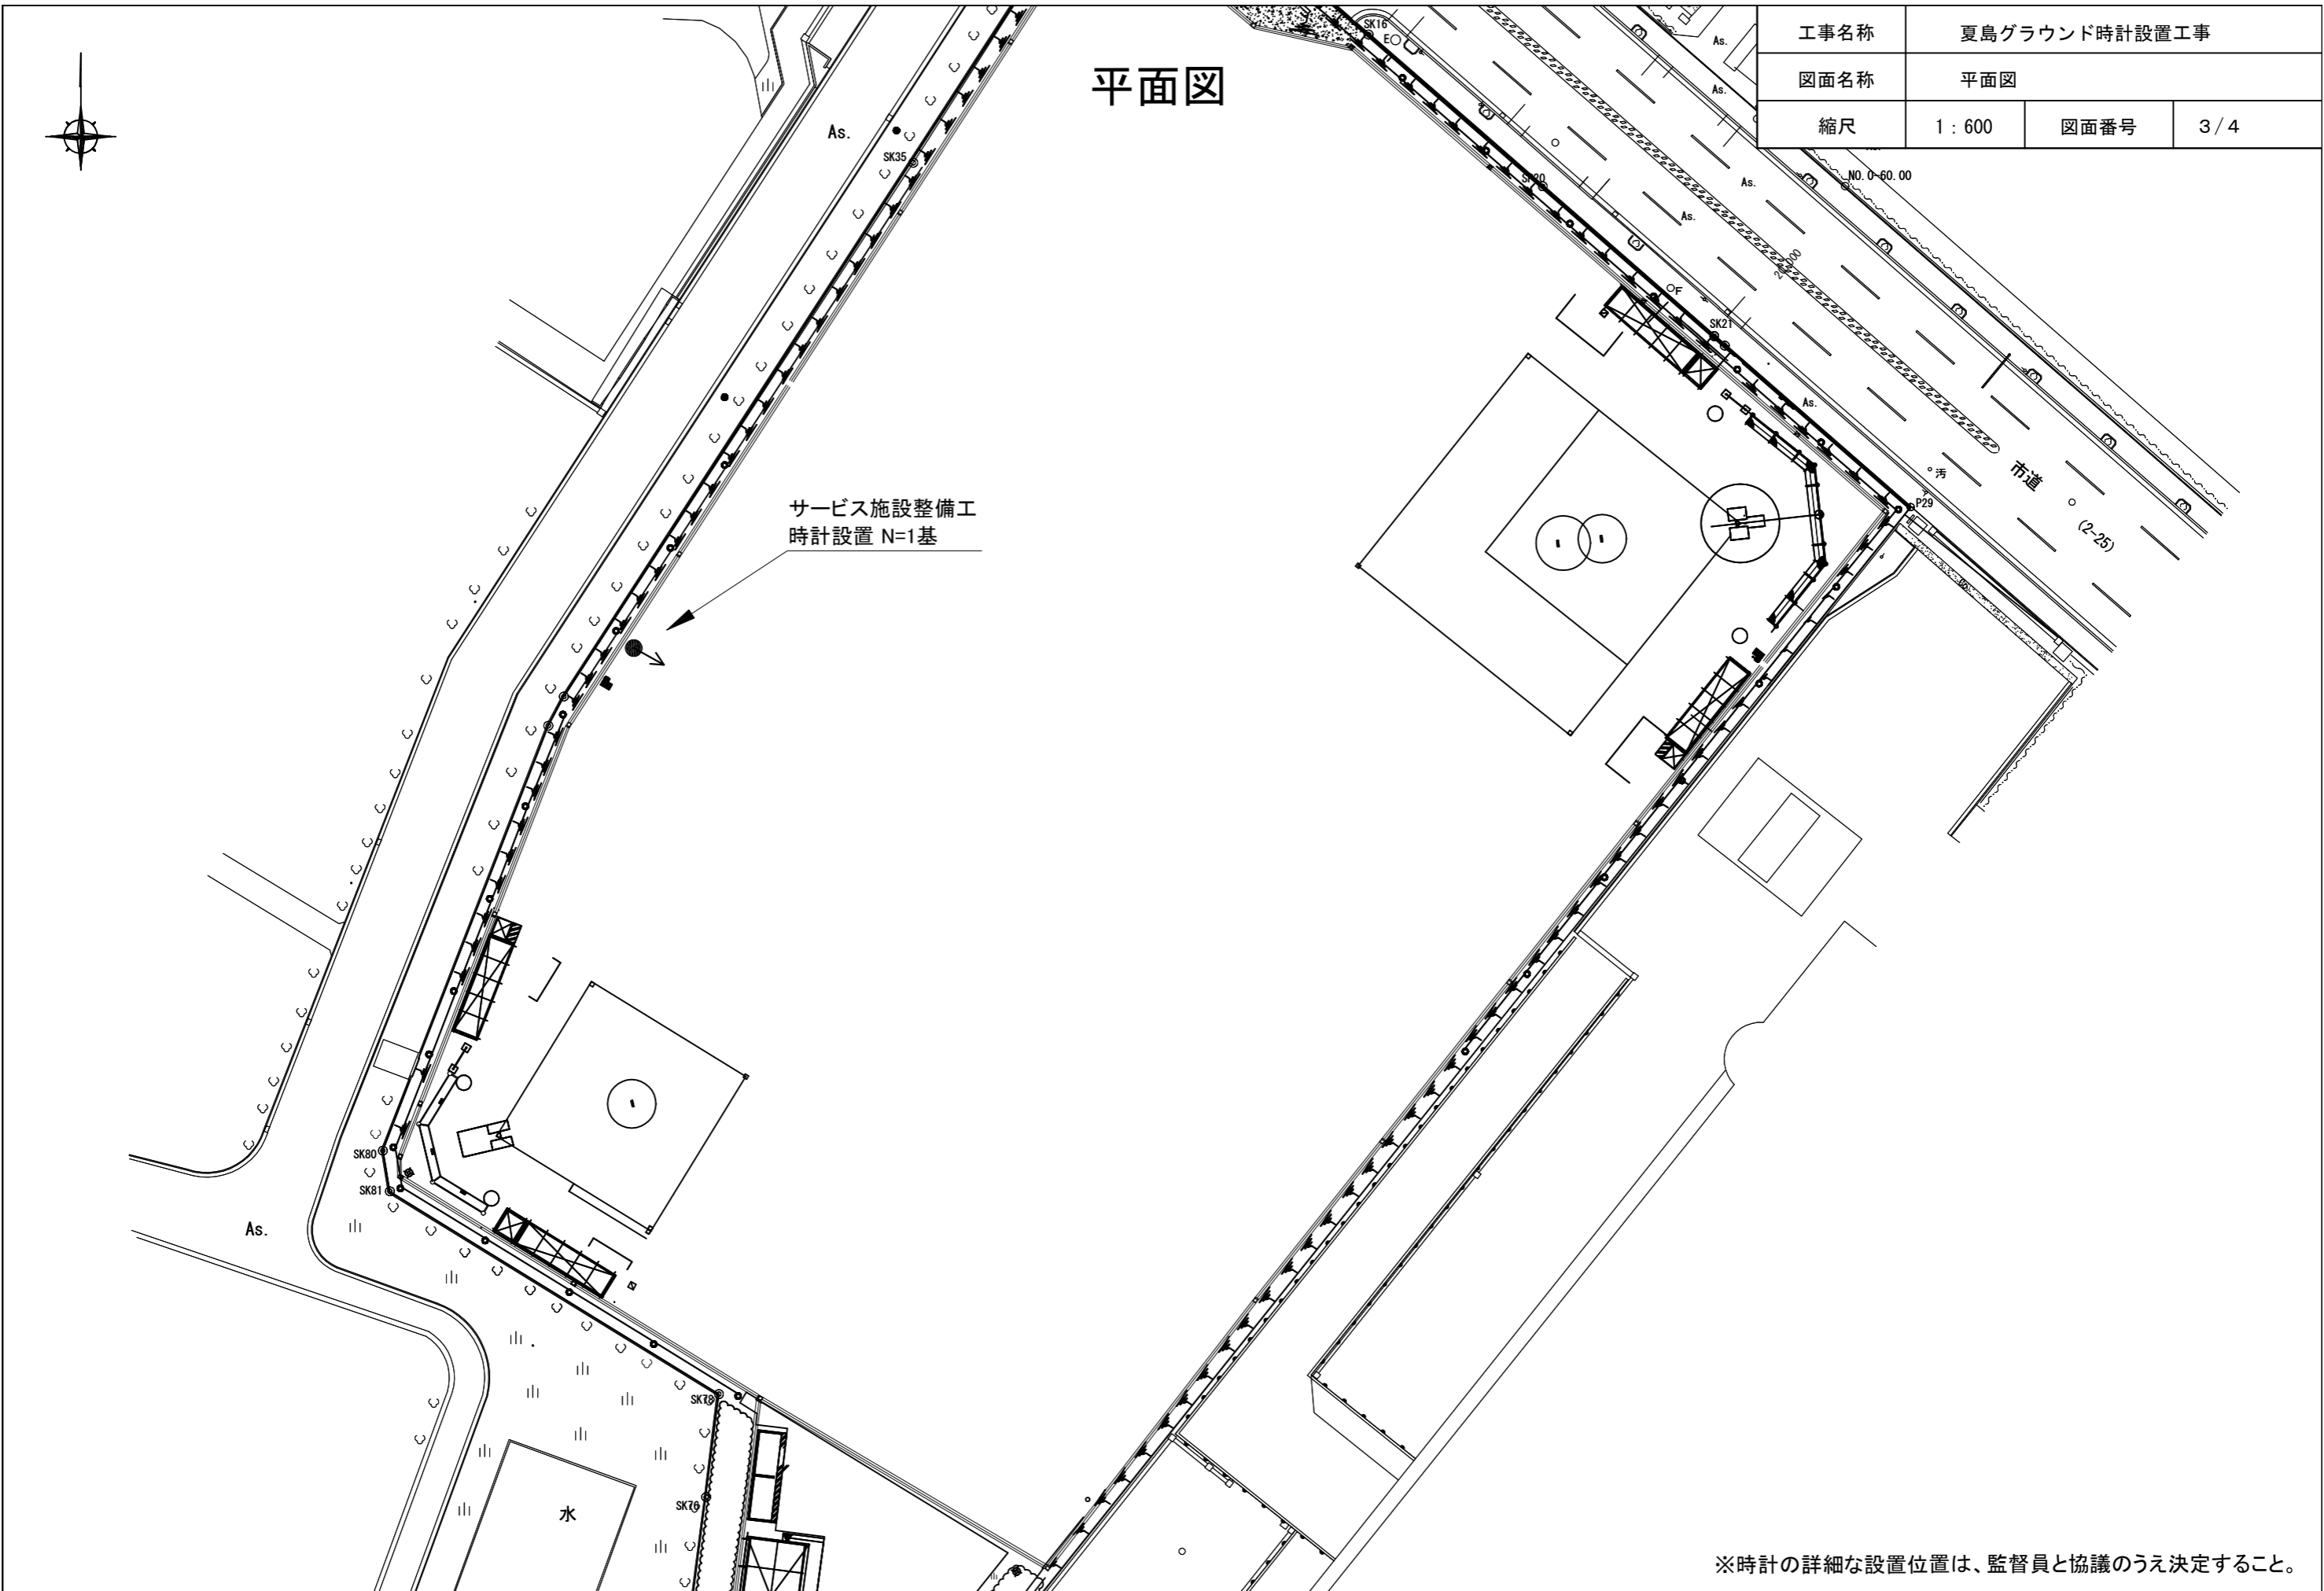 平面図
工事名称 夏島グラウンド時計設置工事
図面名称 平面図
縮尺 1：600 図面番号 3/4
SK16
E
As.
As.
As.
SK35
NO.0-60.00
As.
As.
F
SK21
As.
汚
市道
P29
(2-25)
サービス施設整備工
時計設置 N=1基
SK80
SK81
As.
SK78
SK76
水
※時計の詳細な設置位置は、監督員と協議のうえ決定すること。